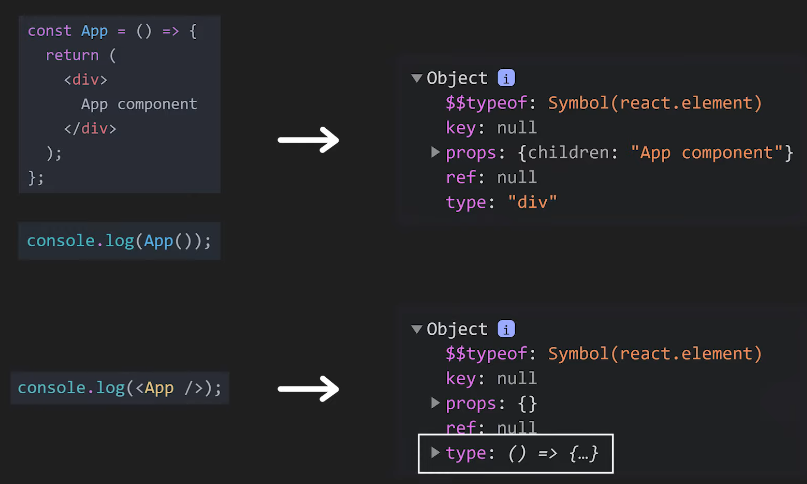 const App = () => {
return (
<div>
App component
</div>
);
};
console.log(App());
Object i
$$typeof: Symbol(react.element)
key: null
props: {children: "App component"}
ref: null
type: "div"
console.log(<App />);
Object i
$$typeof: Symbol(react.element)
key: null
props: {}
ref: null
type: () => {…}